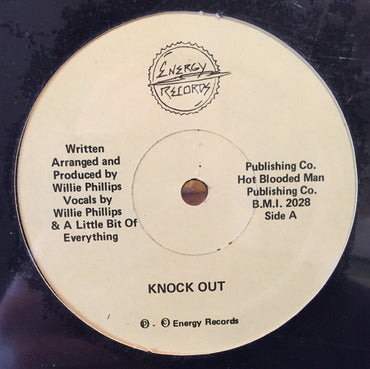 ENERGY
RECORDS
Written
Arranged and
Produced by
Willie Phillips
Vocals by
Willie Phillips
& A Little Bit Of
Everything
Publishing Co.
Hot Blooded Man
Publishing Co.
B.M.I. 2028
Side A
KNOCK OUT
℗ - © Energy Records